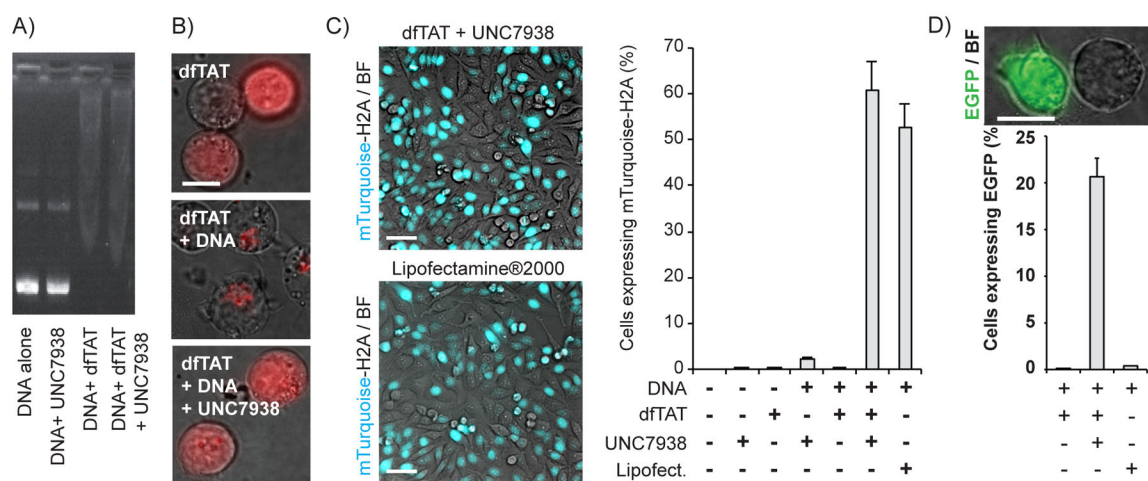 A)
DNA alone
DNA+ UNC7938
DNA+ dfTAT
DNA+ dfTAT
+ UNC7938
B)
dfTAT
dfTAT
+ DNA
dfTAT
+ DNA
+ UNC7938
C)
dfTAT + UNC7938
mTurquoise-H2A / BF
Lipofectamine®2000
mTurquoise-H2A / BF
Cells expressing mTurquoise-H2A (%)
70
60
50
40
30
20
10
0
DNA - - - + + + +
dfTAT - - + - + + -
UNC7938 - + - + - + -
Lipofect. - - - - - - +
D)
EGFP / BF
Cells expressing EGFP (%
25
20
15
10
5
0
+ + +
+ + -
- + -
- - +